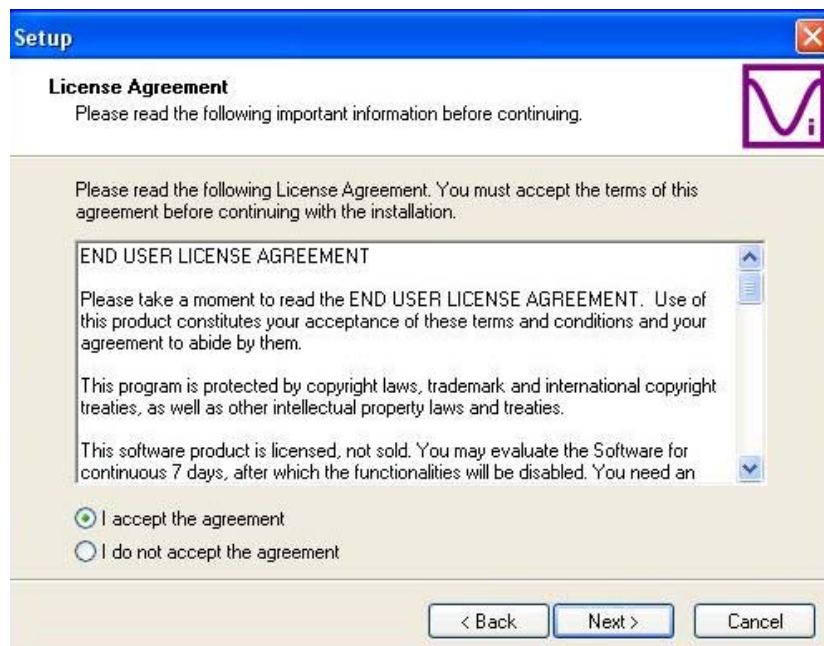 Setup
License Agreement
Please read the following important information before continuing.
i
Please read the following License Agreement. You must accept the terms of this
agreement before continuing with the installation.
END USER LICENSE AGREEMENT
Please take a moment to read the END USER LICENSE AGREEMENT. Use of
this product constitutes your acceptance of these terms and conditions and your
agreement to abide by them.
This program is protected by copyright laws, trademark and international copyright
treaties, as well as other intellectual property laws and treaties.
This software product is licensed, not sold. You may evaluate the Software for
continuous 7 days, after which the functionalities will be disabled. You need an
I accept the agreement
I do not accept the agreement
< Back
Next >
Cancel